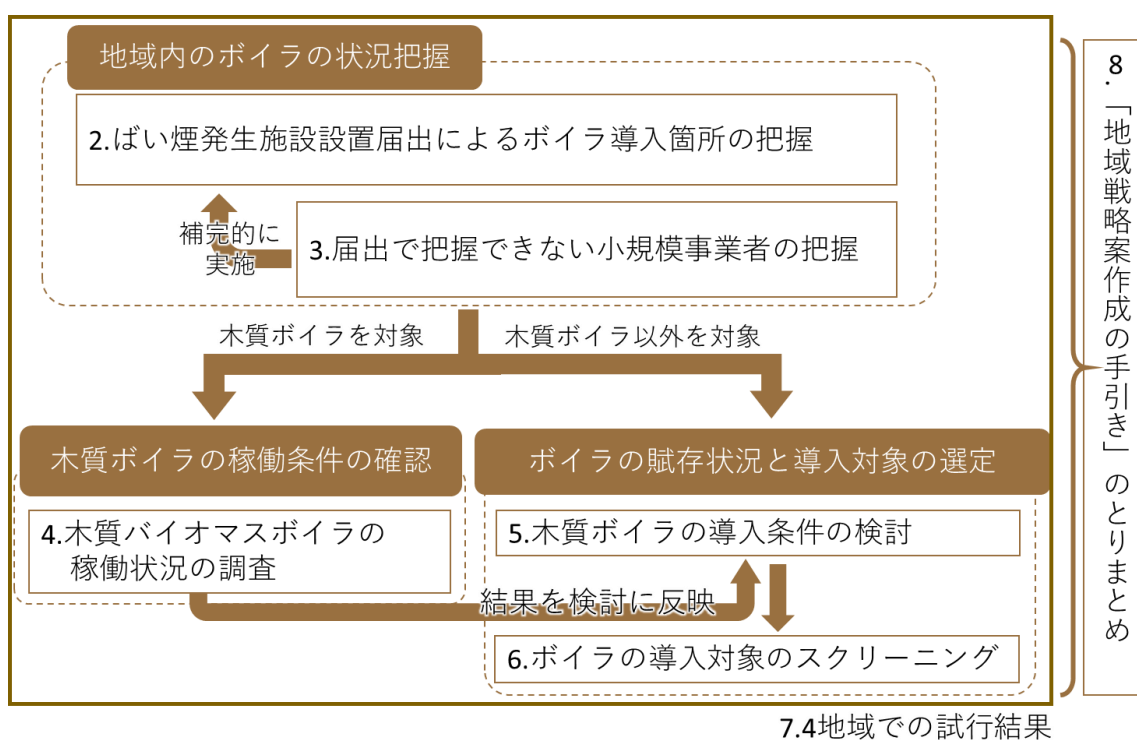 地域内のボイラの状況把握
2.ばい煙発生施設設置届出によるボイラ導入箇所の把握
補完的に
実施
3.届出で把握できない小規模事業者の把握
木質ボイラを対象
木質ボイラ以外を対象
木質ボイラの稼働条件の確認
4.木質バイオマスボイラの
稼働状況の調査
ボイラの賦存状況と導入対象の選定
5.木質ボイラの導入条件の検討
結果を検討に反映
6.ボイラの導入対象のスクリーニング
7.4地域での試行結果
8.「地域戦略案作成の手引き」のとりまとめ